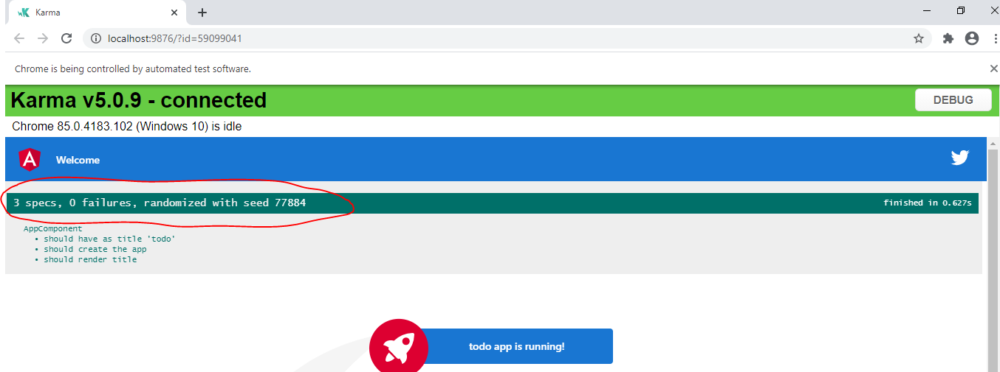 Karma
localhost:9876/?id=59099041
Chrome is being controlled by automated test software.
Karma v5.0.9 - connected
DEBUG
Chrome 85.0.4183.102 (Windows 10) is idle
Welcome
3 specs, 0 failures, randomized with seed 77884
finished in 0.627s
AppComponent
• should have as title 'todo'
• should create the app
• should render title
todo app is running!